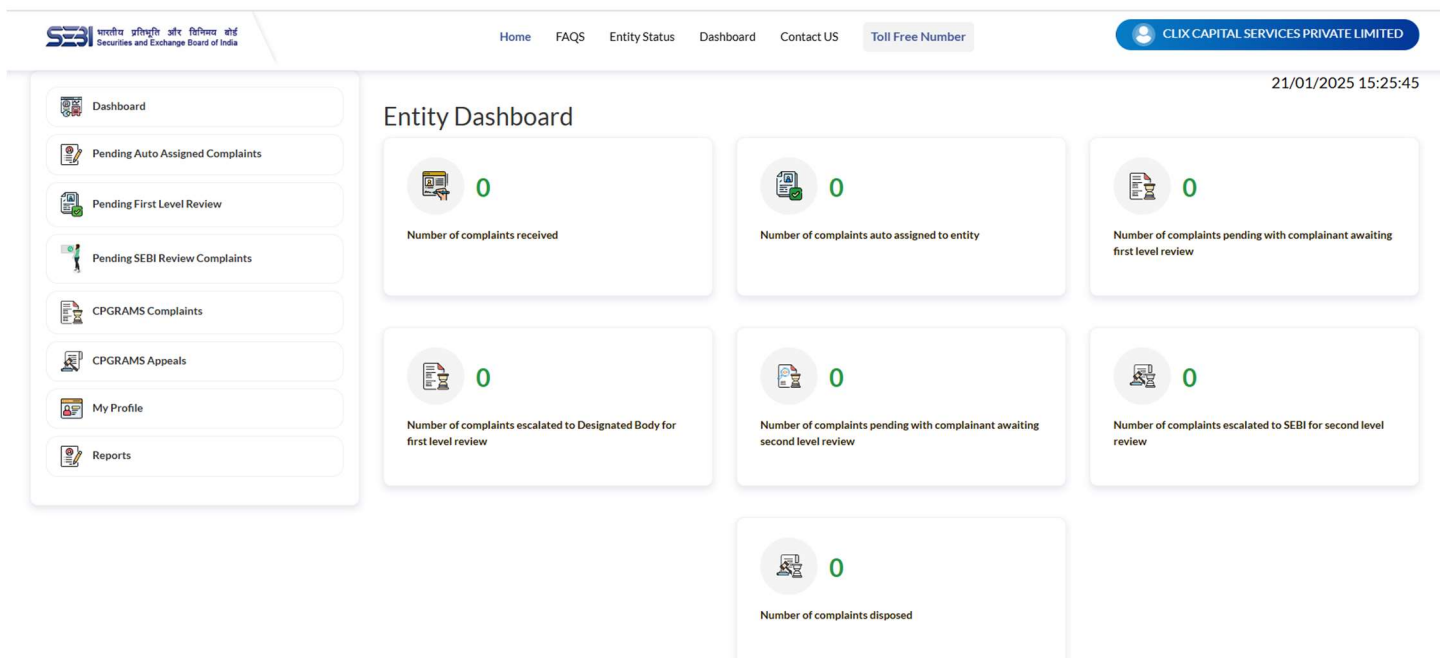 SEBI
भारतीय प्रतिभूति और विनिमय बोर्ड
Securities and Exchange Board of India
Home FAQS Entity Status Dashboard Contact US Toll Free Number
CLIX CAPITAL SERVICES PRIVATE LIMITED
21/01/2025 15:25:45
Dashboard
Pending Auto Assigned Complaints
Pending First Level Review
Pending SEBI Review Complaints
CPGRAMS Complaints
CPGRAMS Appeals
My Profile
Reports
Entity Dashboard
0
Number of complaints received
0
Number of complaints auto assigned to entity
0
Number of complaints pending with complainant awaiting
first level review
0
Number of complaints escalated to Designated Body for
first level review
0
Number of complaints pending with complainant awaiting
second level review
0
Number of complaints escalated to SEBI for second level
review
0
Number of complaints disposed